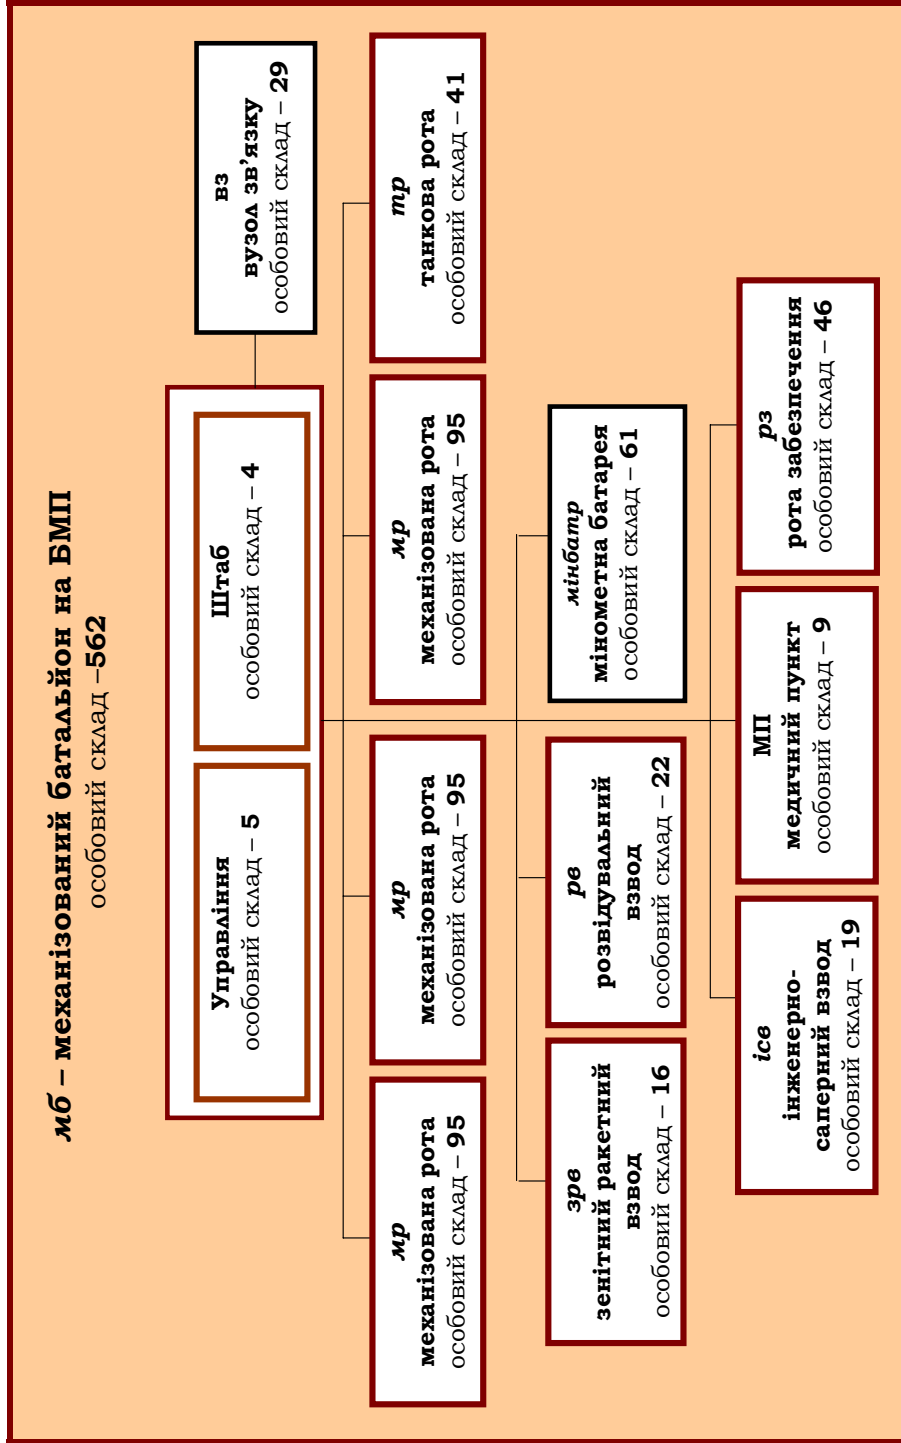 мб – механізований батальйон на БМП
особовий склад –562
Управління
особовий склад – 5
Штаб
особовий склад – 4
вз
вузол зв’язку
особовий склад – 29
мр
механізована рота
особовий склад – 95
мр
механізована рота
особовий склад – 95
мр
механізована рота
особовий склад – 95
тр
танкова рота
особовий склад – 41
зрв
зенітний ракетний
взвод
особовий склад – 16
рв
розвідувальний
взвод
особовий склад – 22
мінбатр
мінометна батарея
особовий склад – 61
ісв
інженерно-
саперний взвод
особовий склад – 19
МП
медичний пункт
особовий склад – 9
рз
рота забезпечення
особовий склад – 46